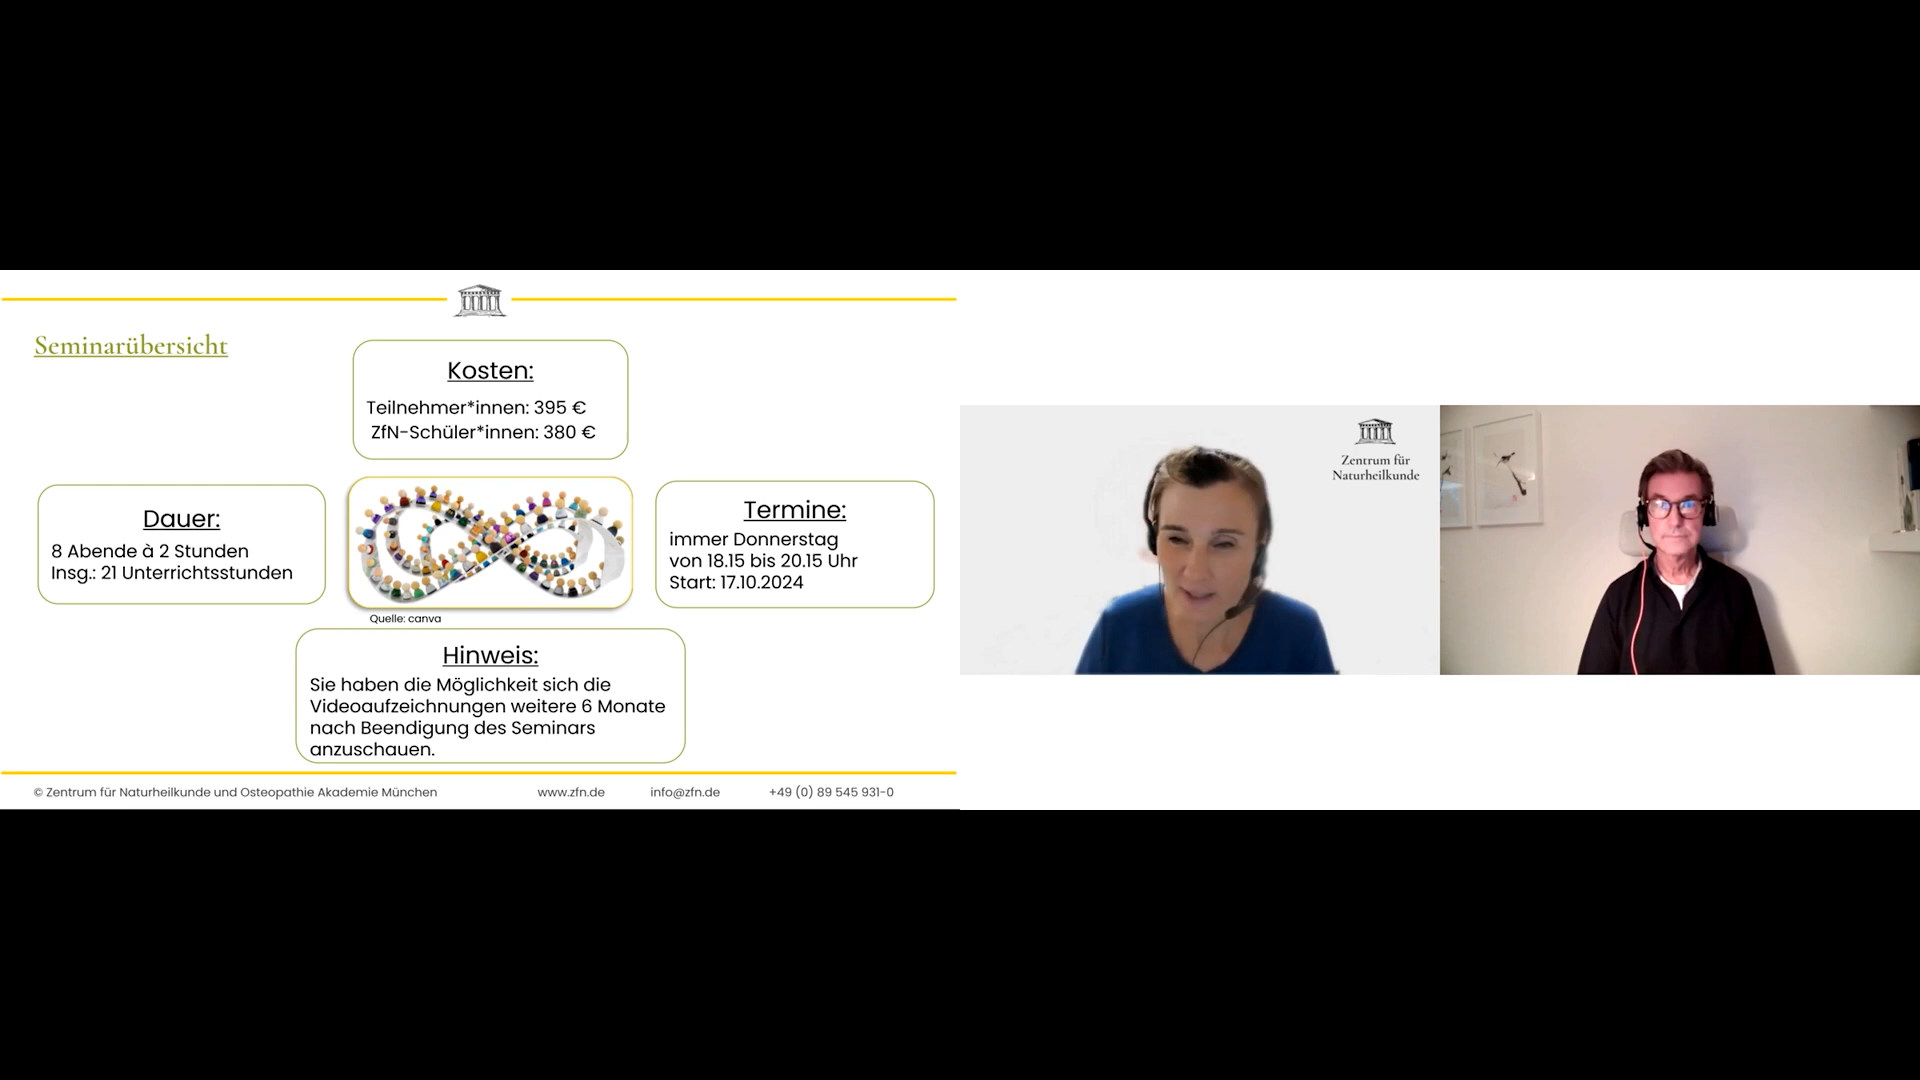 Seminarübersicht
Kosten:
Teilnehmer*innen: 395 €
ZfN-Schüler*innen: 380 €
Dauer:
8 Abende à 2 Stunden
Insg.: 21 Unterrichtsstunden
Termine:
immer Donnerstag
von 18.15 bis 20.15 Uhr
Start: 17.10.2024
Quelle: canva
Hinweis:
Sie haben die Möglichkeit sich die
Videoaufzeichnungen weitere 6 Monate
nach Beendigung des Seminars
anzuschauen.
© Zentrum für Naturheilkunde und Osteopathie Akademie München www.zfn.de info@zfn.de +49 (0) 89 545 931-0
Zentrum für
Naturheilkunde